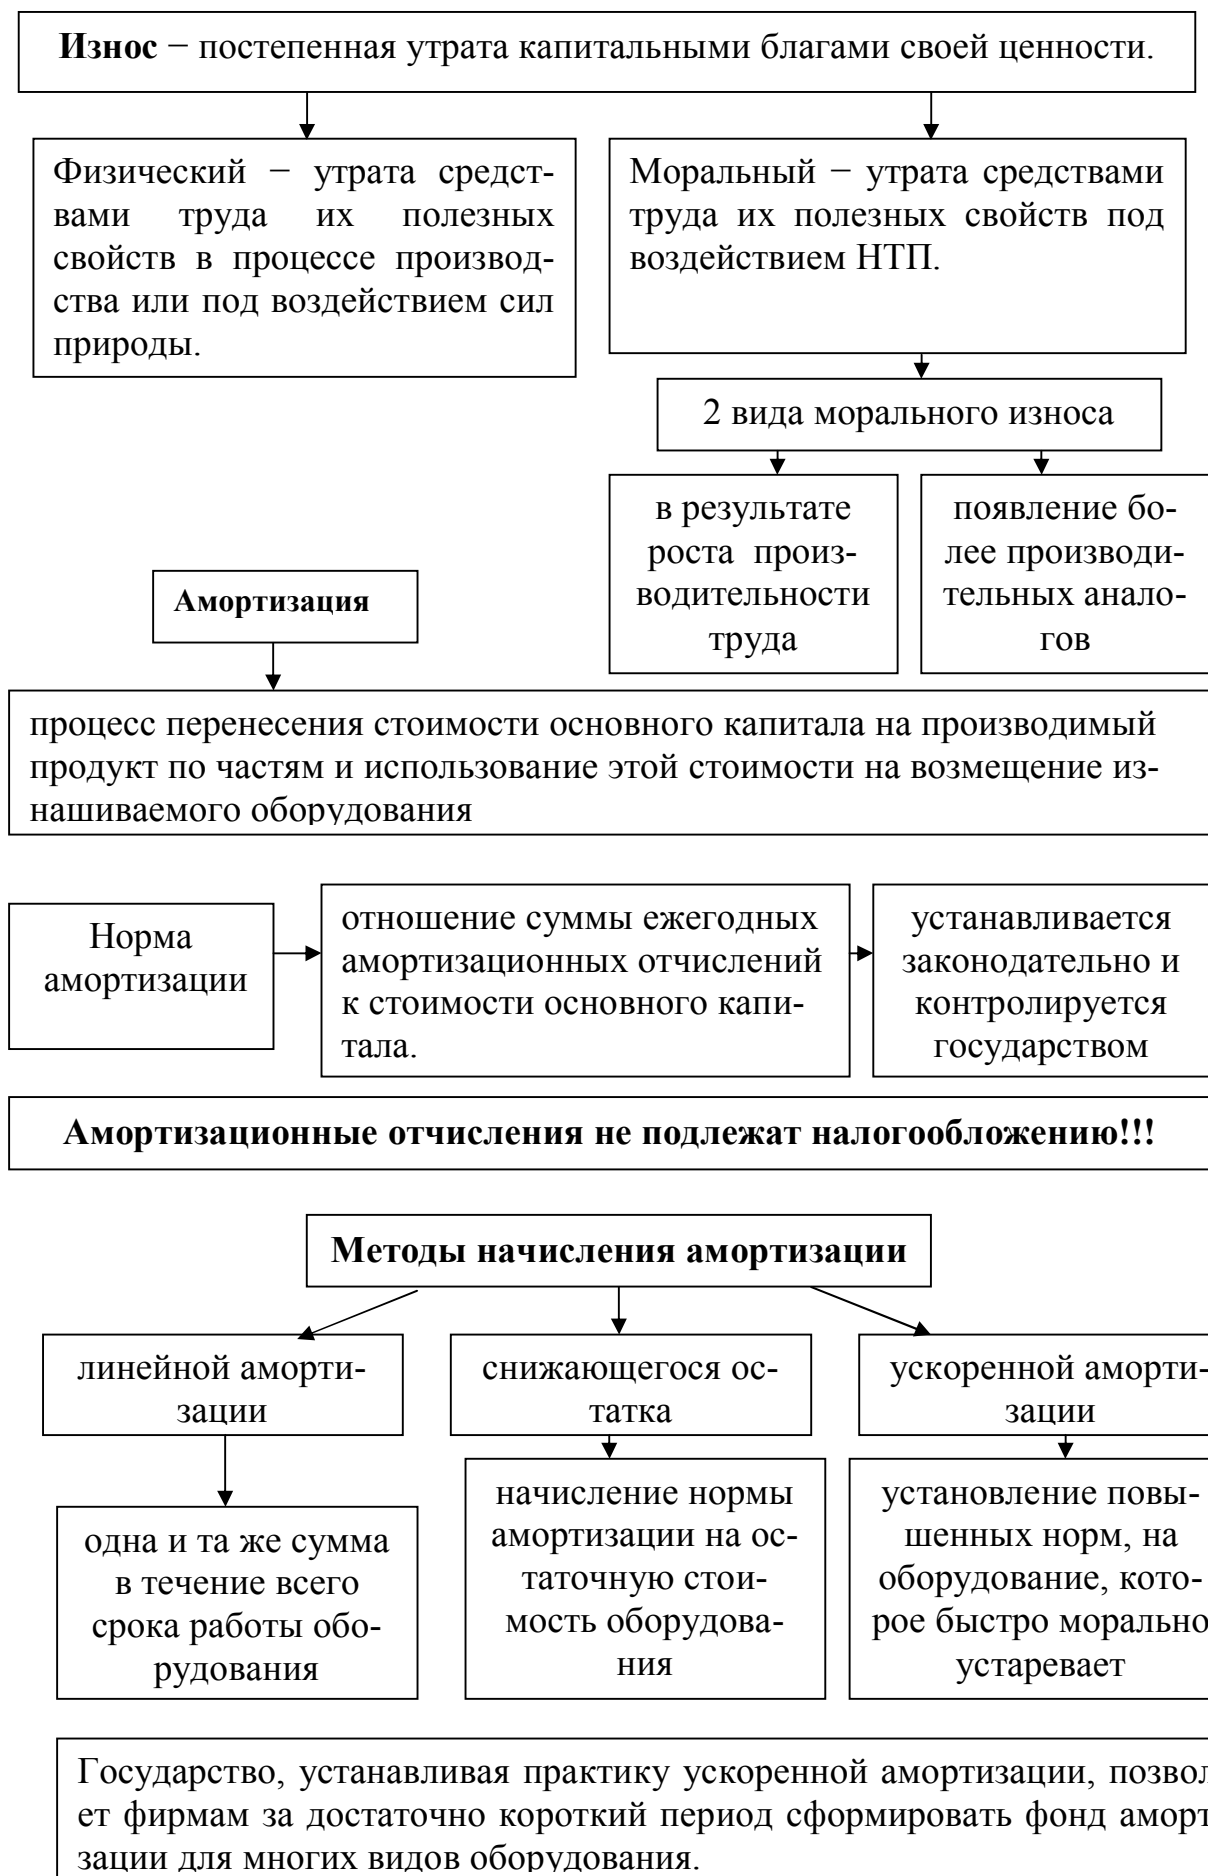 Износ − постепенная утрата капитальными благами своей ценности.
Физический − утрата средст-
вами труда их полезных
свойств в процессе производ-
ства или под воздействием сил
природы.
Моральный − утрата средствами
труда их полезных свойств под
воздействием НТП.
2 вида морального износа
в результате
роста произ-
водительности
труда
появление бо-
лее производи-
тельных анало-
гов
Амортизация
процесс перенесения стоимости основного капитала на производимый
продукт по частям и использование этой стоимости на возмещение из-
нашиваемого оборудования
Норма
амортизации
отношение суммы ежегодных
амортизационных отчислений
к стоимости основного капи-
тала.
устанавливается
законодательно и
контролируется
государством
Амортизационные отчисления не подлежат налогообложению!!!
Методы начисления амортизации
линейной аморти-
зации
снижающегося ос-
татка
ускоренной аморти-
зации
одна и та же сумма
в течение всего
срока работы обо-
рудования
начисление нормы
амортизации на ос-
таточную стои-
мость оборудова-
ния
установление повы-
шенных норм, на
оборудование, кото-
рое быстро морально
устаревает
Государство, устанавливая практику ускоренной амортизации, позвол
ет фирмам за достаточно короткий период сформировать фонд аморт
зации для многих видов оборудования.